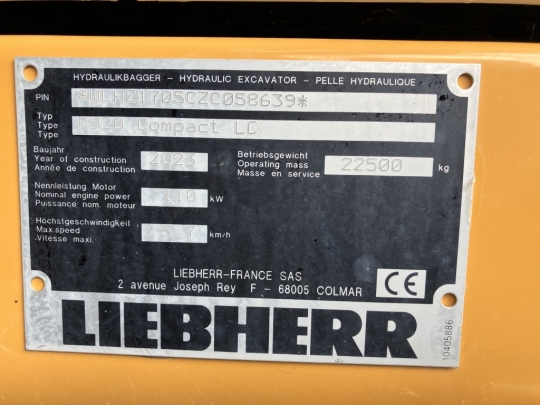 HYDRAULIKBAGGER - HYDRAULIC EXCAVATOR - PELLE HYDRAULIQUE
PIN *WLHZ1705CZC058639*
Typ
Type Compact LC
Type
Baujahr
Year of construction 2023
Année de construction
Betriebsgewicht
Operating mass 22500 kg
Masse en service
Nennleistung Motor
Nominal engine power 110 kW
Puissance nom. moteur
Höchstgeschwindigkeit
Max.speed km/h
Vitesse maxi.
LIEBHERR-FRANCE SAS
2 avenue Joseph Rey F - 68005 COLMAR
CE
LIEBHERR
10405886